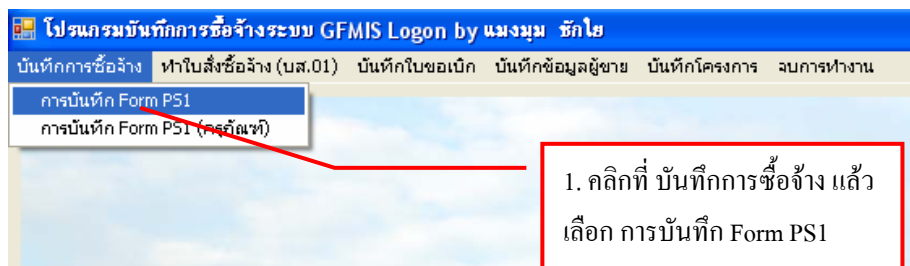 โปรแกรมบันทึกการซื้อจ้างระบบ GFMIS Logon by แมงมุม ชักใย
บันทึกการซื้อจ้าง ทำใบสั่งซื้อจ้าง (บส.01) บันทึกใบขอเบิก บันทึกข้อมูลผู้ขาย บันทึกโครงการ จบการทำงาน
การบันทึก Form PS1
การบันทึก Form PS1 (ครุภัณฑ์)
1. คลิกที่ บันทึกการซื้อจ้าง แล้ว
เลือก การบันทึก Form PS1